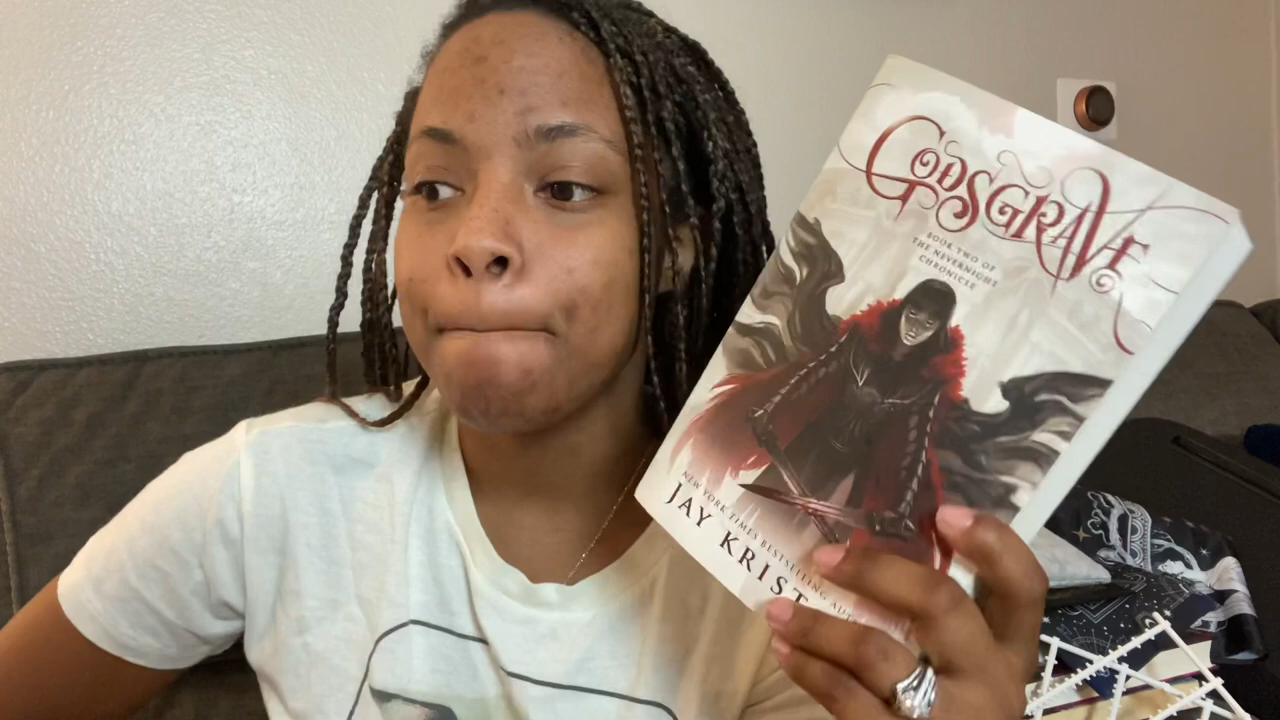 GODSGRAVE
BOOK TWO OF
THE NEVERNIGHT
CHRONICLE
NEW YORK TIMES BESTSELLING
JAY KRIST